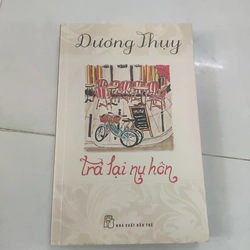 Dương Thụy
trả lại nụ hôn
NHÀ XUẤT BẢN TRẺ